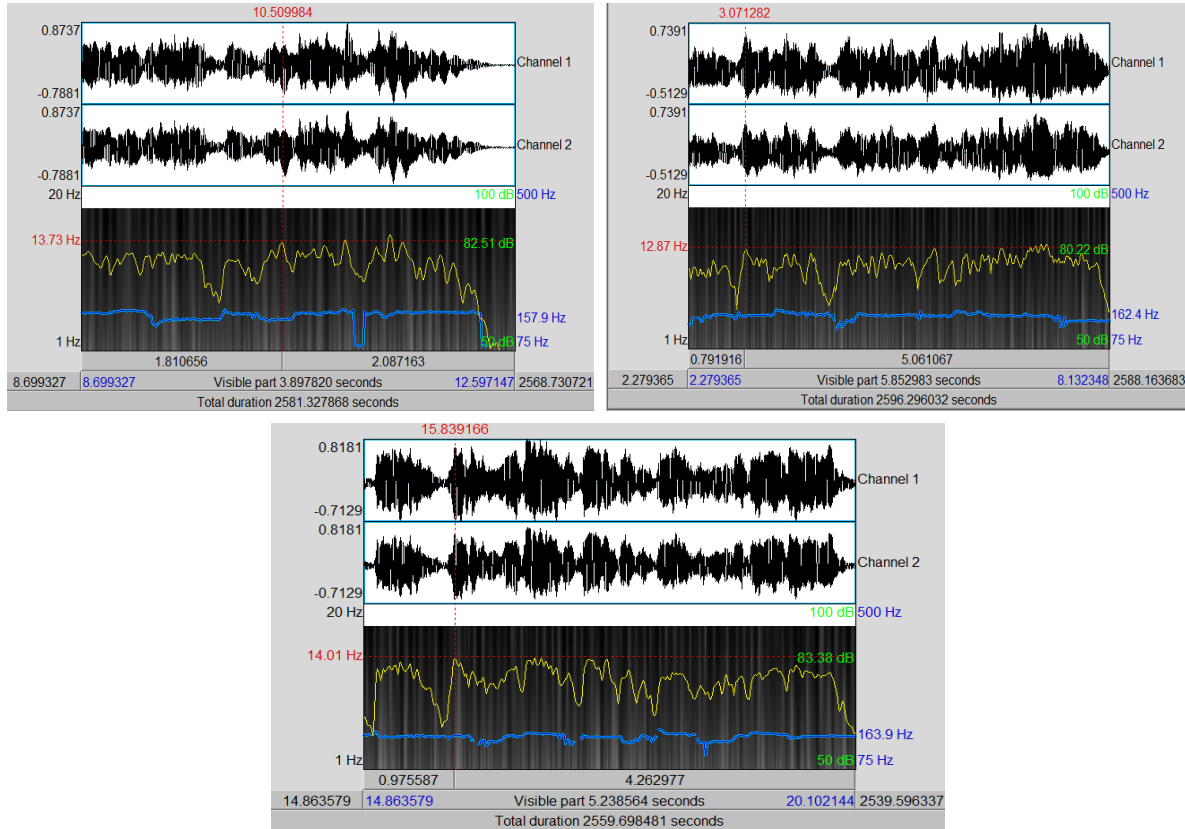 10.509984
0.8737
Channel 1
-0.7881
0.8737
Channel 2
-0.7881
20 Hz 100 dB 500 Hz
13.73 Hz 82.51 dB
157.9 Hz
1 Hz 50 dB 75 Hz
1.810656 2.087163
8.699327 8.699327 Visible part 3.897820 seconds 12.597147 2568.730721
Total duration 2581.327868 seconds
3.071282
0.7391
Channel 1
-0.5129
0.7391
Channel 2
-0.5129
20 Hz 100 dB 500 Hz
12.87 Hz 80.22 dB
162.4 Hz
1 Hz 50 dB 75 Hz
0.791916 5.061067
2.279365 2.279365 Visible part 5.852983 seconds 8.132348 2588.163683
Total duration 2596.296032 seconds
15.839166
0.8181
Channel 1
-0.7129
0.8181
Channel 2
-0.7129
20 Hz 100 dB 500 Hz
14.01 Hz 83.38 dB
163.9 Hz
1 Hz 50 dB 75 Hz
0.975587 4.262977
14.863579 14.863579 Visible part 5.238564 seconds 20.102144 2539.596337
Total duration 2559.698481 seconds